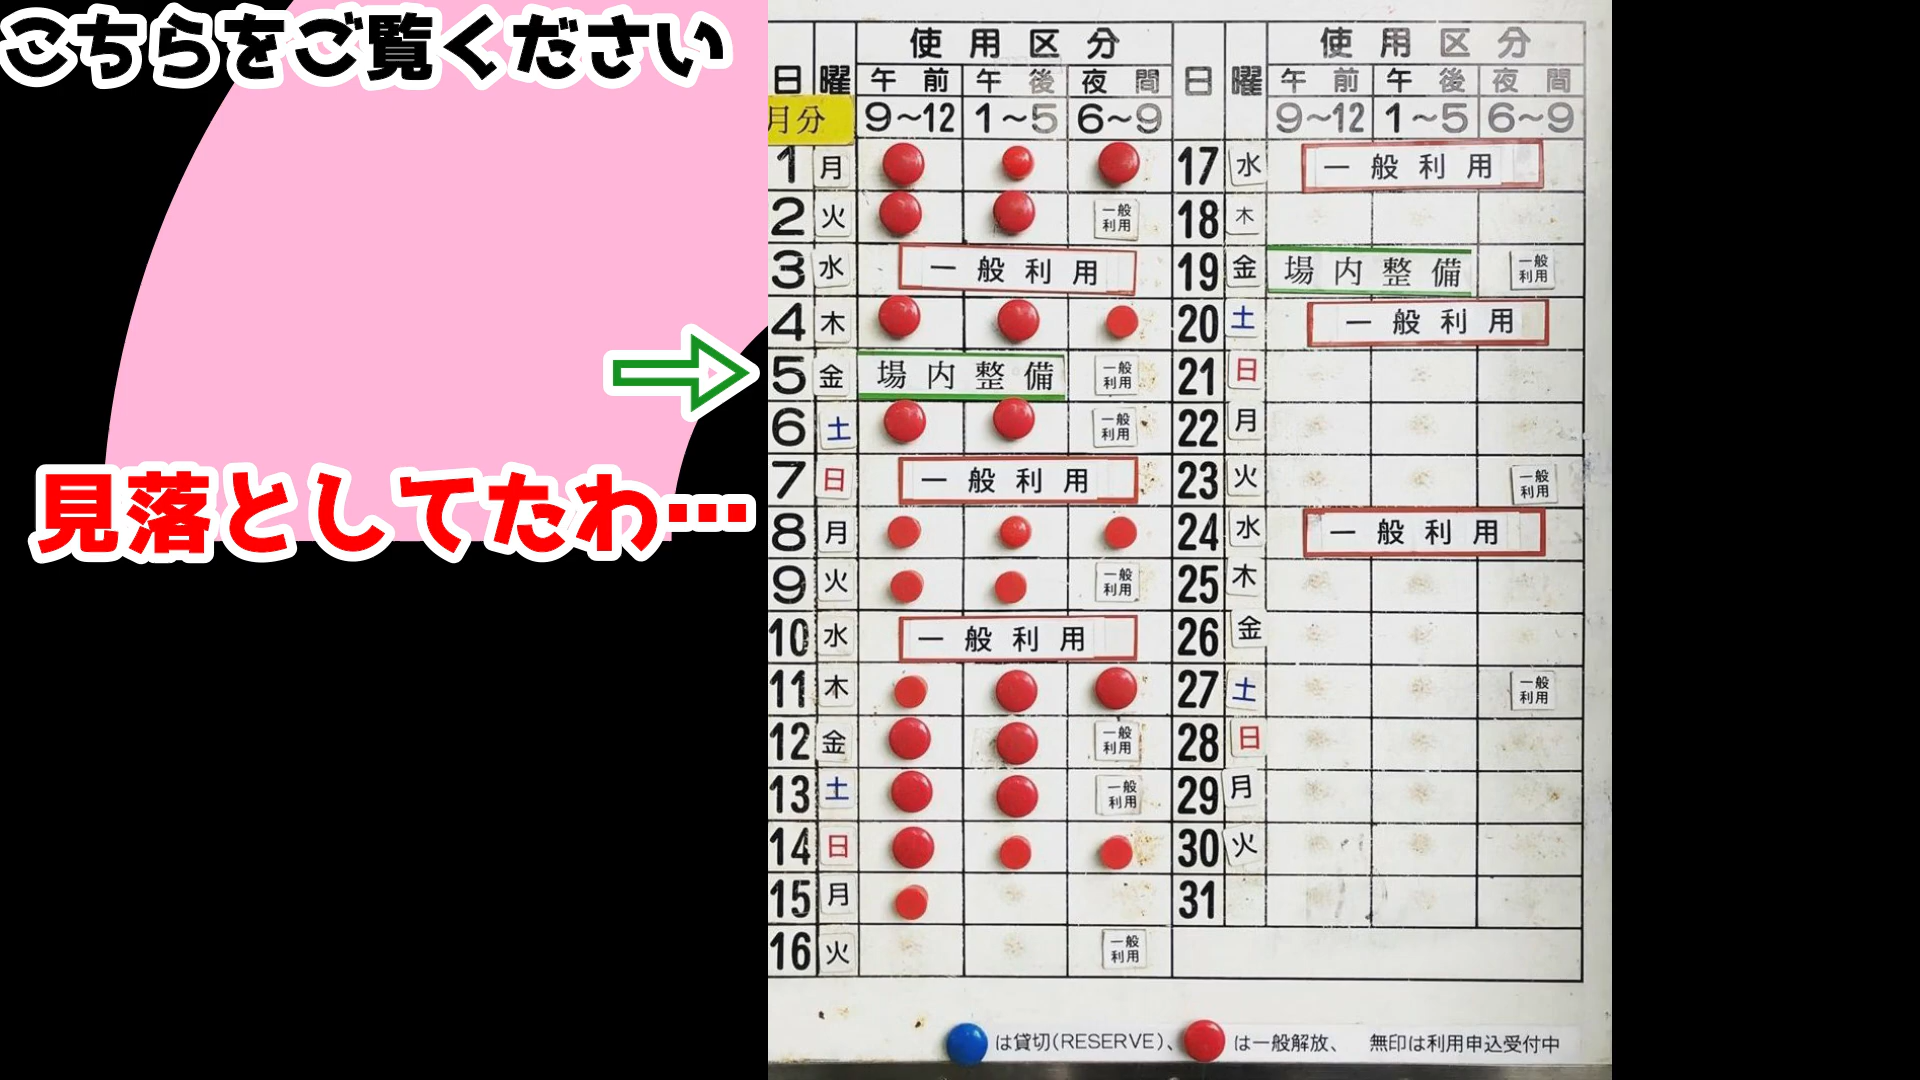 こちらをご覧ください
見落としてたわ…
日 曜 使用区分
午前 午後 夜間
月分 9~12 1~5 6~9
1 月
2 火 一般利用
3 水 一般利用
4 木
5 金 場内整備 一般利用
6 土 一般利用
7 日 一般利用
8 月
9 火 一般利用
10 水 一般利用
11 木
12 金 一般利用
13 土 一般利用
14 日
15 月
16 火 一般利用
日 曜 使用区分
午前 午後 夜間
9~12 1~5 6~9
17 水 一般利用
18 木
19 金 場内整備 一般利用
20 土 一般利用
21 日
22 月
23 火 一般利用
24 水 一般利用
25 木
26 金
27 土 一般利用
28 日
29 月
30 火
31
は貸切(RESERVE)、 は一般解放、 無印は利用申込受付中